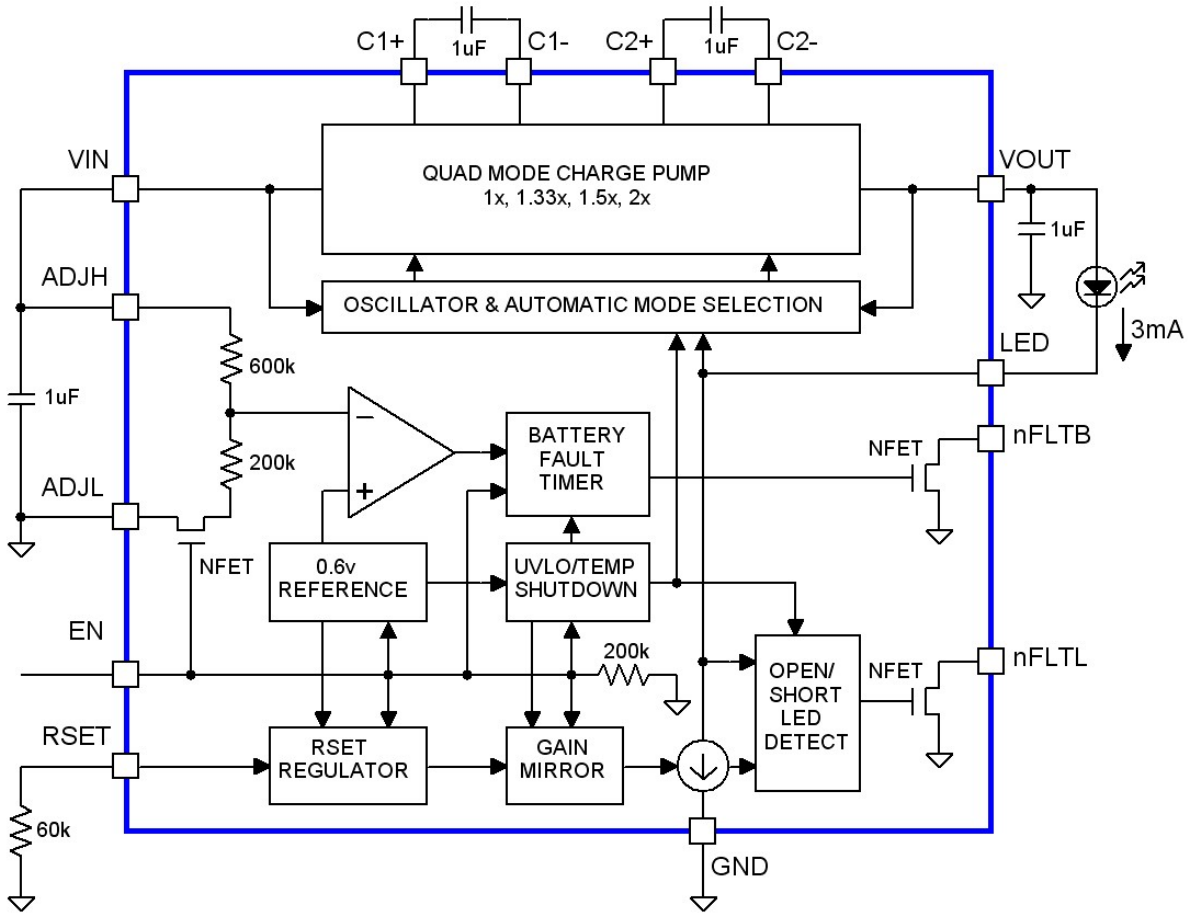 C1+
1uF
C1-
C2+
1uF
C2-
VIN
QUAD MODE CHARGE PUMP
1x, 1.33x, 1.5x, 2x
VOUT
1uF
ADJH
OSCILLATOR & AUTOMATIC MODE SELECTION
3mA
LED
600k
1uF
−
BATTERY
FAULT
TIMER
nFLTB
NFET
200k
ADJL
+
NFET
0.6v
REFERENCE
UVLO/TEMP
SHUTDOWN
EN
200k
OPEN/
SHORT
LED
DETECT
NFET
nFLTL
RSET
RSET
REGULATOR
GAIN
MIRROR
60k
GND